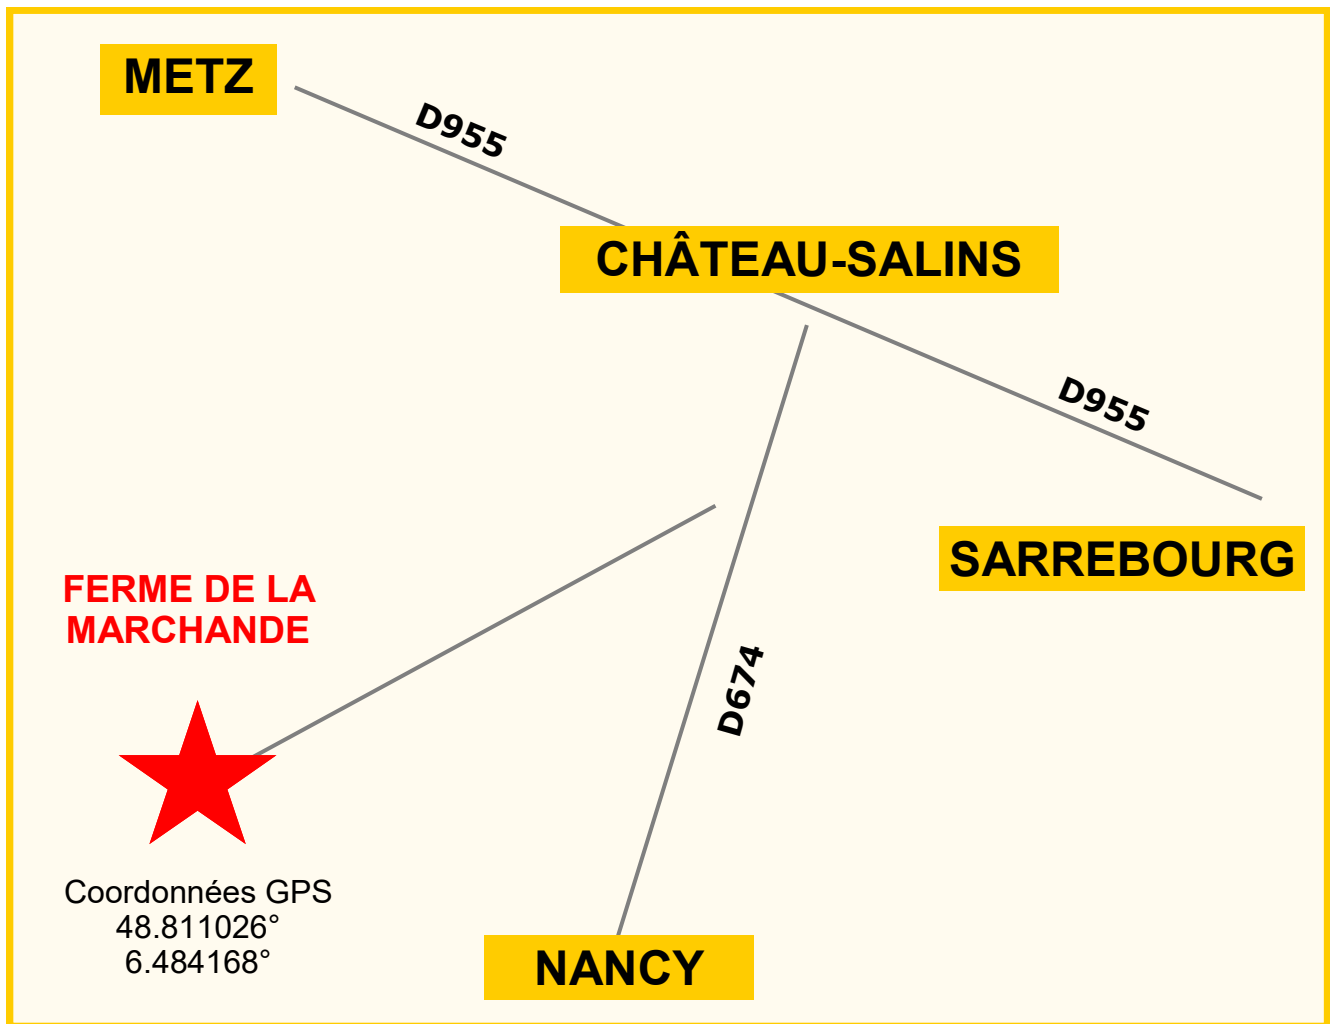 METZ
D955
CHÂTEAU-SALINS
D955
SARREBOURG
FERME DE LA
MARCHANDE
D674
Coordonnées GPS
48.811026°
6.484168°
NANCY